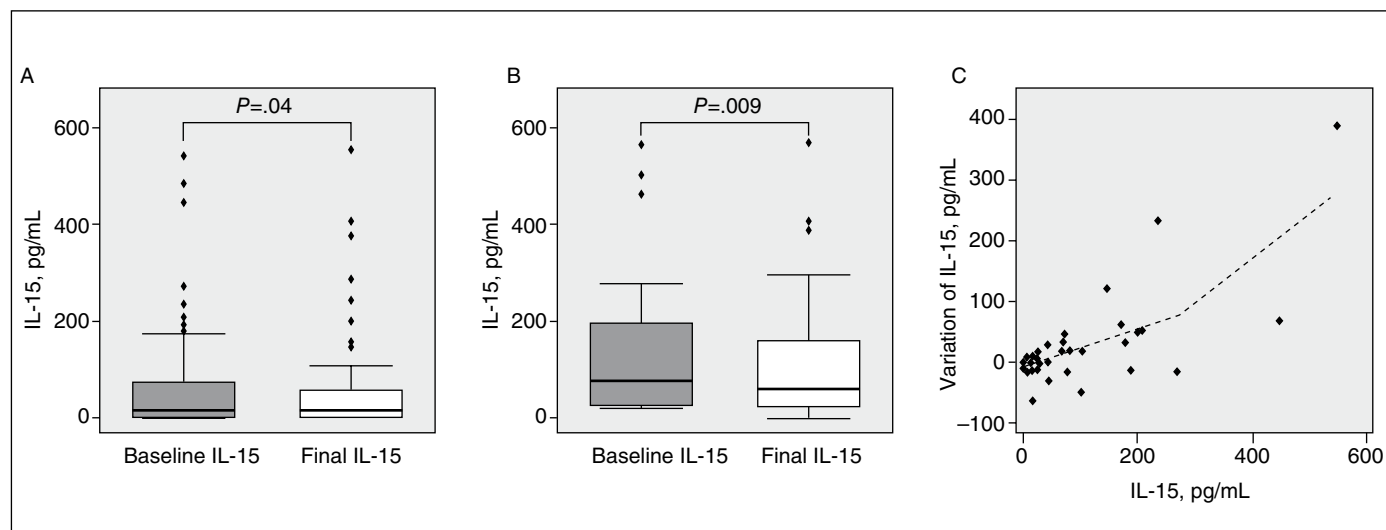 A
P=.04
600
400
200
0
IL-15, pg/mL
Baseline IL-15
Final IL-15
B
P=.009
600
400
200
0
IL-15, pg/mL
Baseline IL-15
Final IL-15
C
400
300
200
100
0
–100
Variation of IL-15, pg/mL
0
200
400
600
IL-15, pg/mL